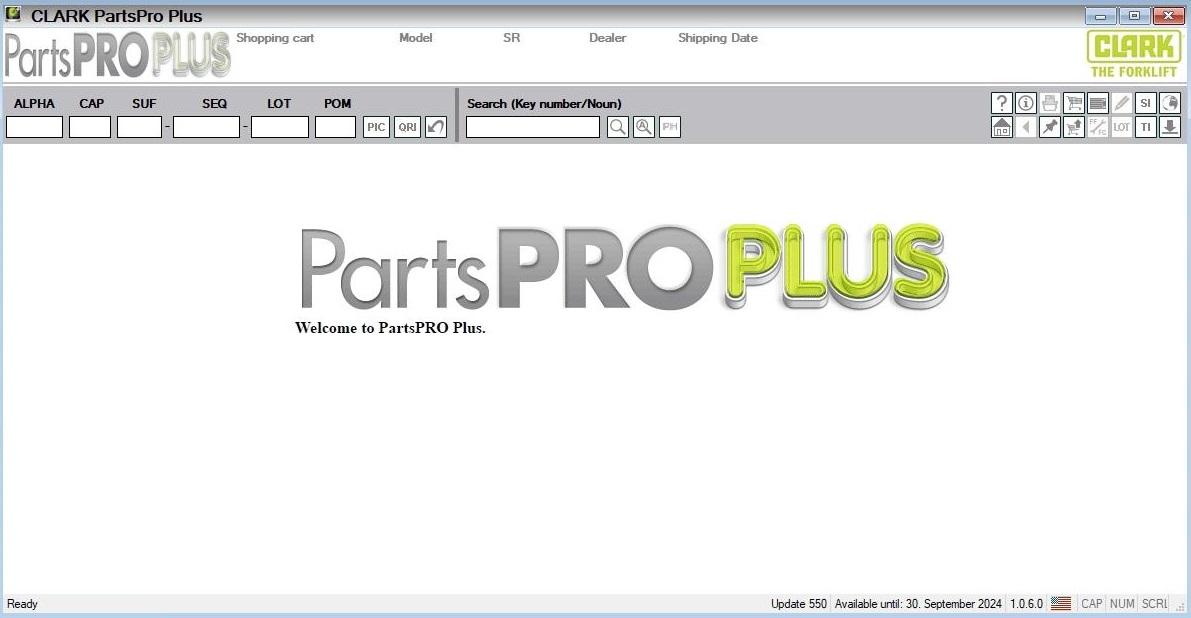 CLARK PartsPro Plus
PartsPROPLUS Shopping cart Model SR Dealer Shipping Date CLARK
THE FORKLIFT
ALPHA CAP SUF SEQ LOT POM Search (Key number/Noun)
? i SI
- - PIC QRI A PH FF/FC LOT TI
PartsPROPLUS
Welcome to PartsPRO Plus.
Ready Update 550 Available until: 30. September 2024 1.0.6.0 CAP NUM SCRL